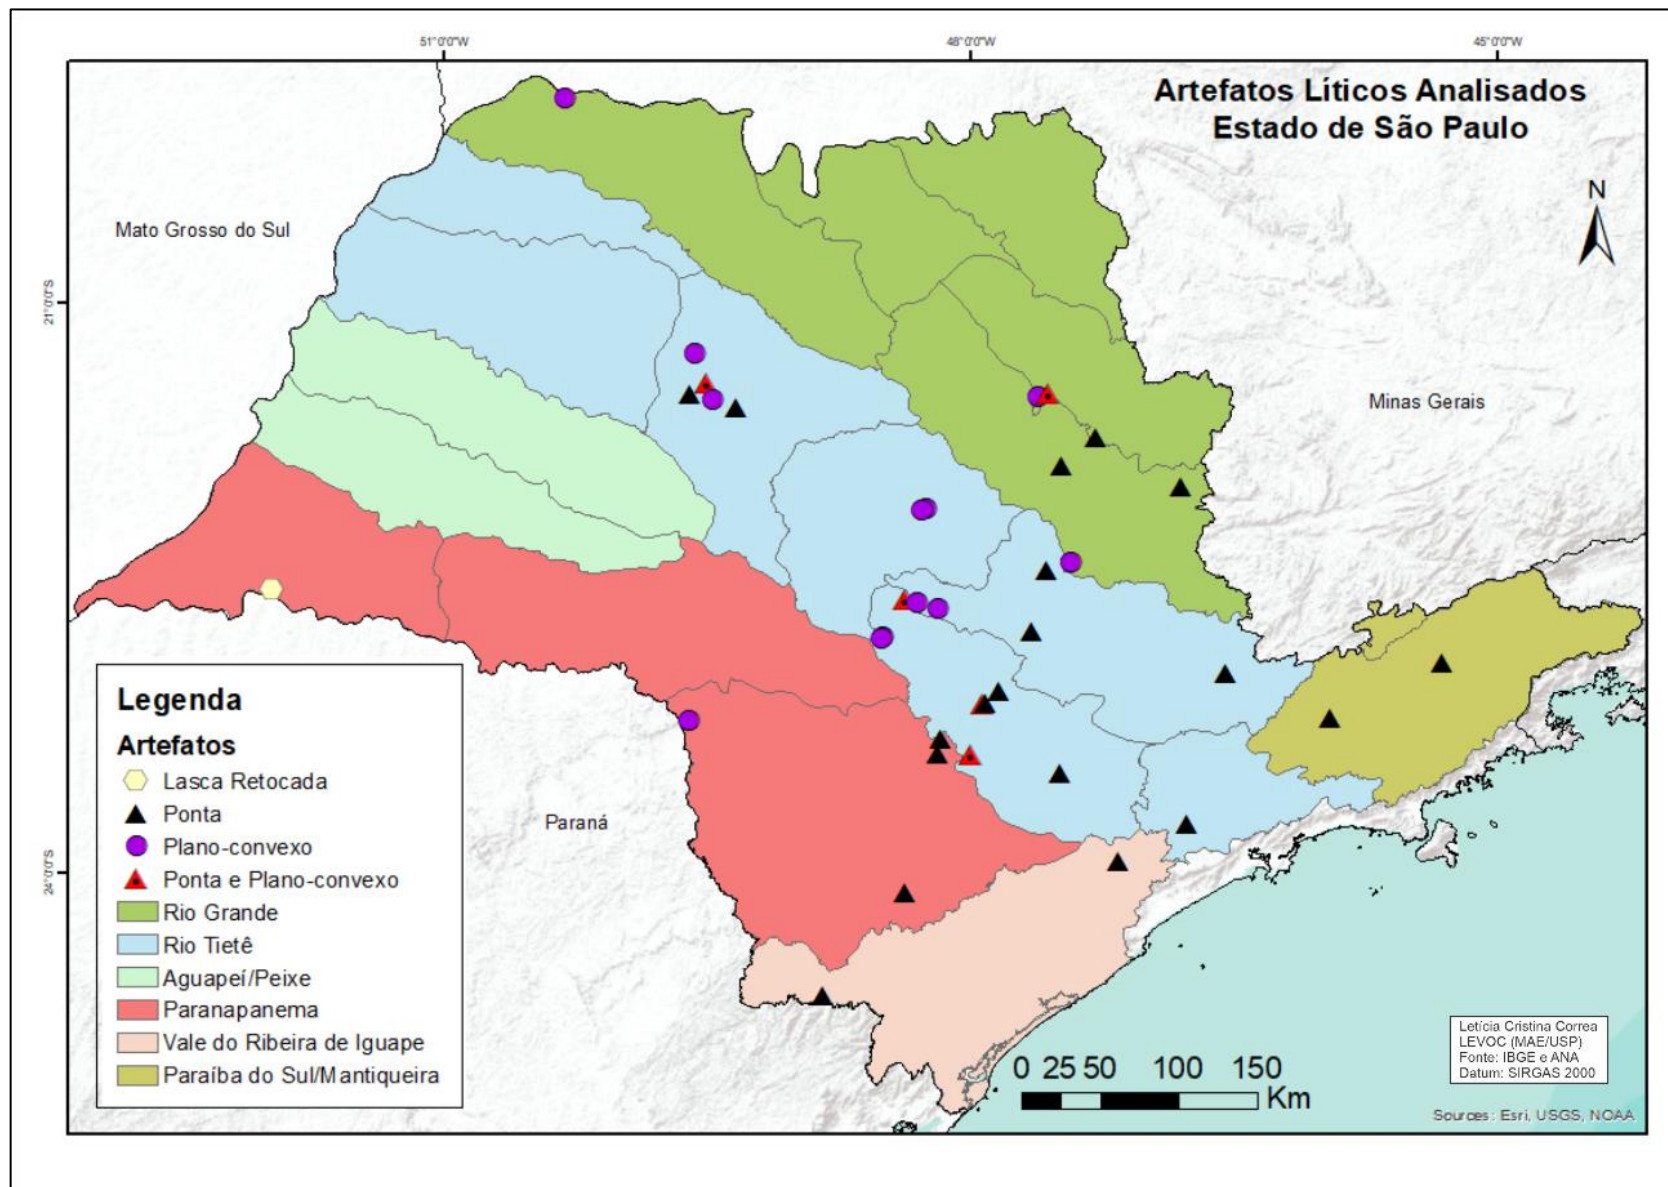 51°0'0"W
48°0'0"W
45°0'0"W
Artefatos Líticos Analisados
Estado de São Paulo
N
Mato Grosso do Sul
21°0'0"S
Minas Gerais
Legenda
Artefatos
Lasca Retocada
Ponta
Plano-convexo
Ponta e Plano-convexo
Rio Grande
Rio Tietê
Aguapeí/Peixe
Paranapanema
Vale do Ribeira de Iguape
Paraíba do Sul/Mantiqueira
Paraná
24°0'0"S
0 25 50 100 150
Km
Letícia Cristina Correa
LEVOC (MAE/USP)
Fonte: IBGE e ANA
Datum: SIRGAS 2000
Sources: Esri, USGS, NOAA